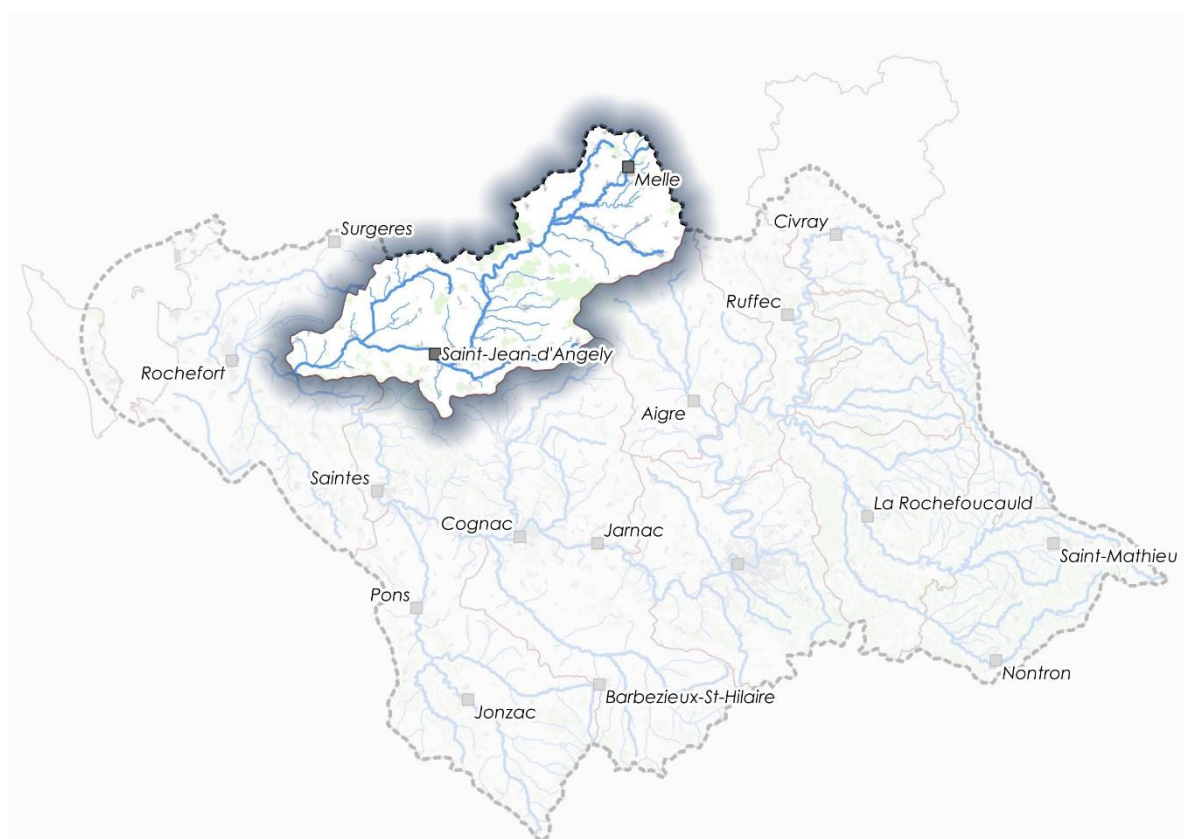 Melle
Surgeres
Civray
Ruffec
Saint-Jean-d'Angely
Rochefort
Aigre
Saintes
La Rochefoucauld
Cognac
Jarnac
Saint-Mathieu
Pons
Nontron
Barbezieux-St-Hilaire
Jonzac